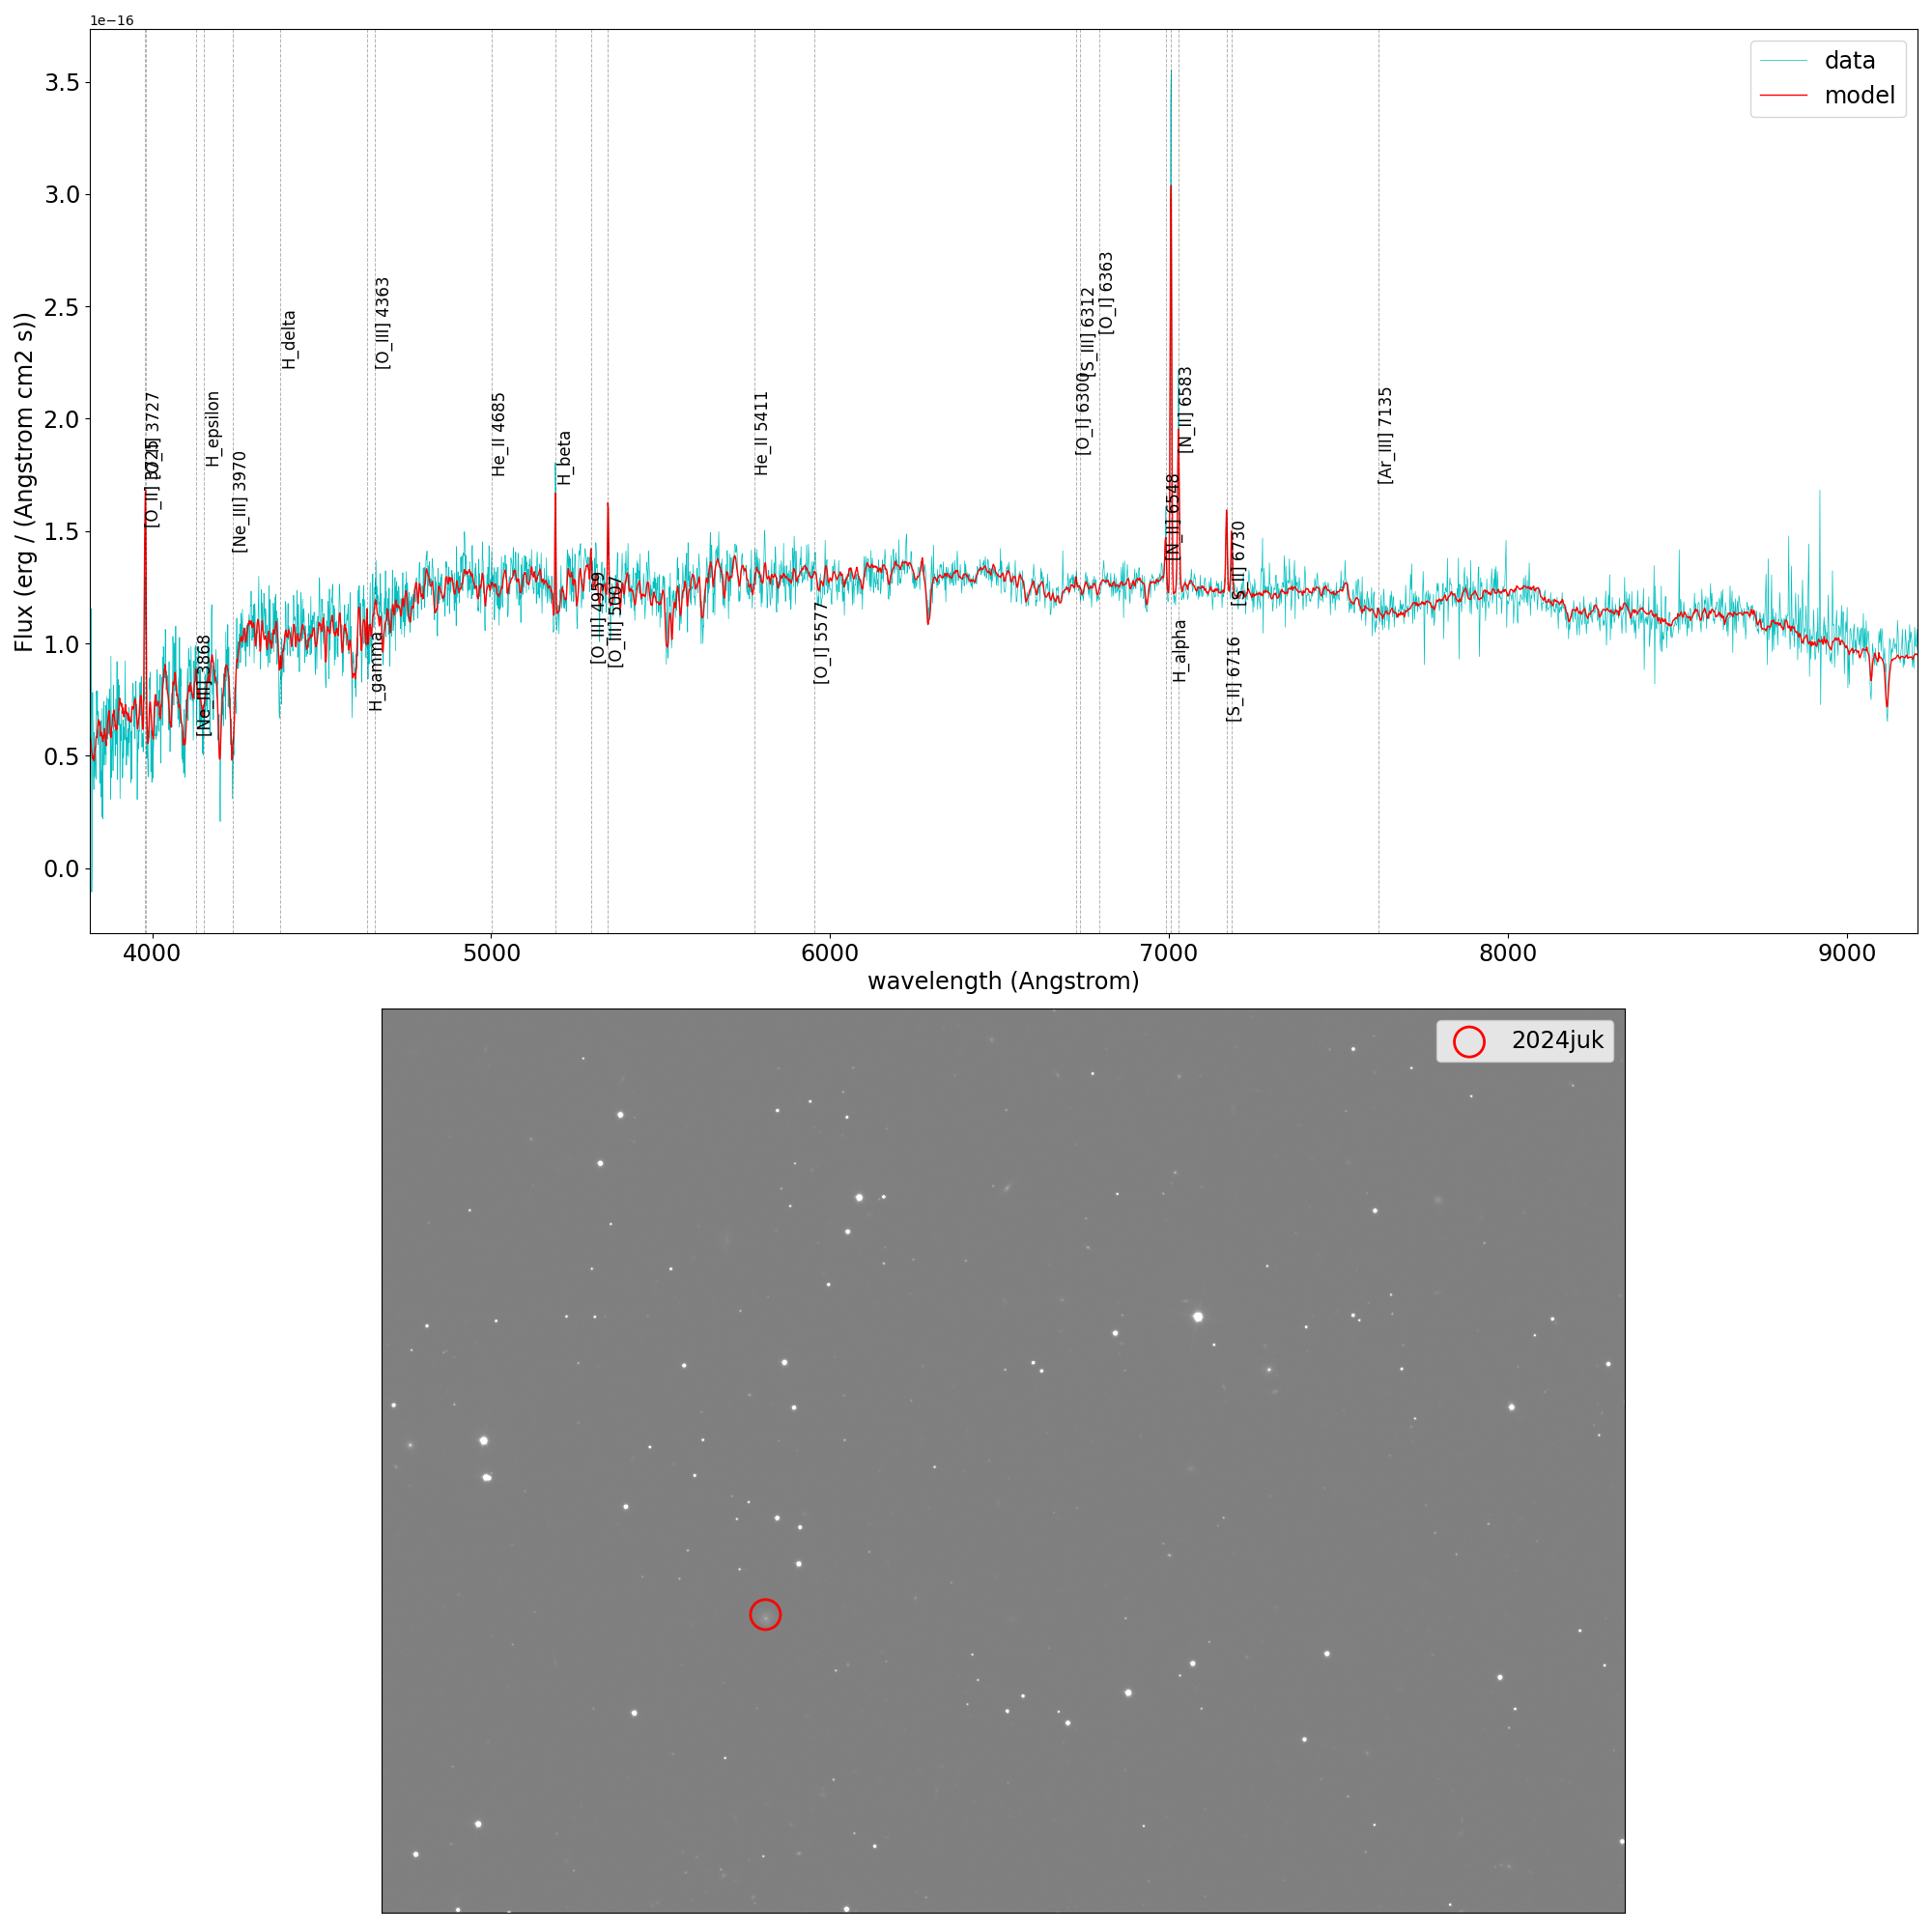 1e−16
data
model
3.5
3.0
2.5
2.0
1.5
1.0
0.5
0.0
Flux (erg / (Angstrom cm2 s))
[O_II] 3725
[O_II] 3727
[Ne_III] 3868
H_epsilon
[Ne_III] 3970
H_delta
H_gamma
[O_III] 4363
He_II 4685
H_beta
[O_III] 4959
[O_III] 5007
He_II 5411
[O_I] 5577
[O_I] 6300
[S_III] 6312
[O_I] 6363
[N_II] 6548
H_alpha
[N_II] 6583
[S_II] 6716
[S_II] 6730
[Ar_III] 7135
4000
5000
6000
7000
8000
9000
wavelength (Angstrom)
2024juk